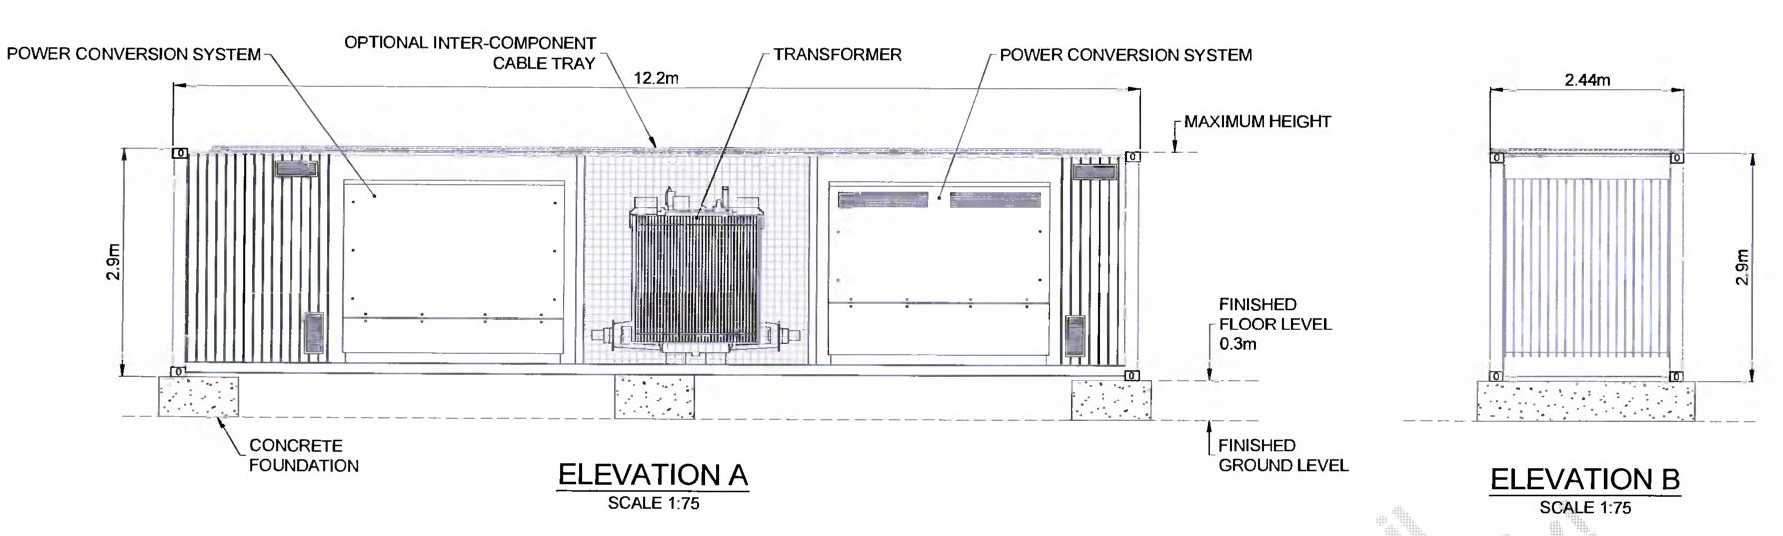 POWER CONVERSION SYSTEM
OPTIONAL INTER-COMPONENT
CABLE TRAY
TRANSFORMER
POWER CONVERSION SYSTEM
12.2m
2.44m
MAXIMUM HEIGHT
2.9m
2.9m
FINISHED
FLOOR LEVEL
0.3m
CONCRETE
FOUNDATION
FINISHED
GROUND LEVEL
ELEVATION A
SCALE 1:75
ELEVATION B
SCALE 1:75